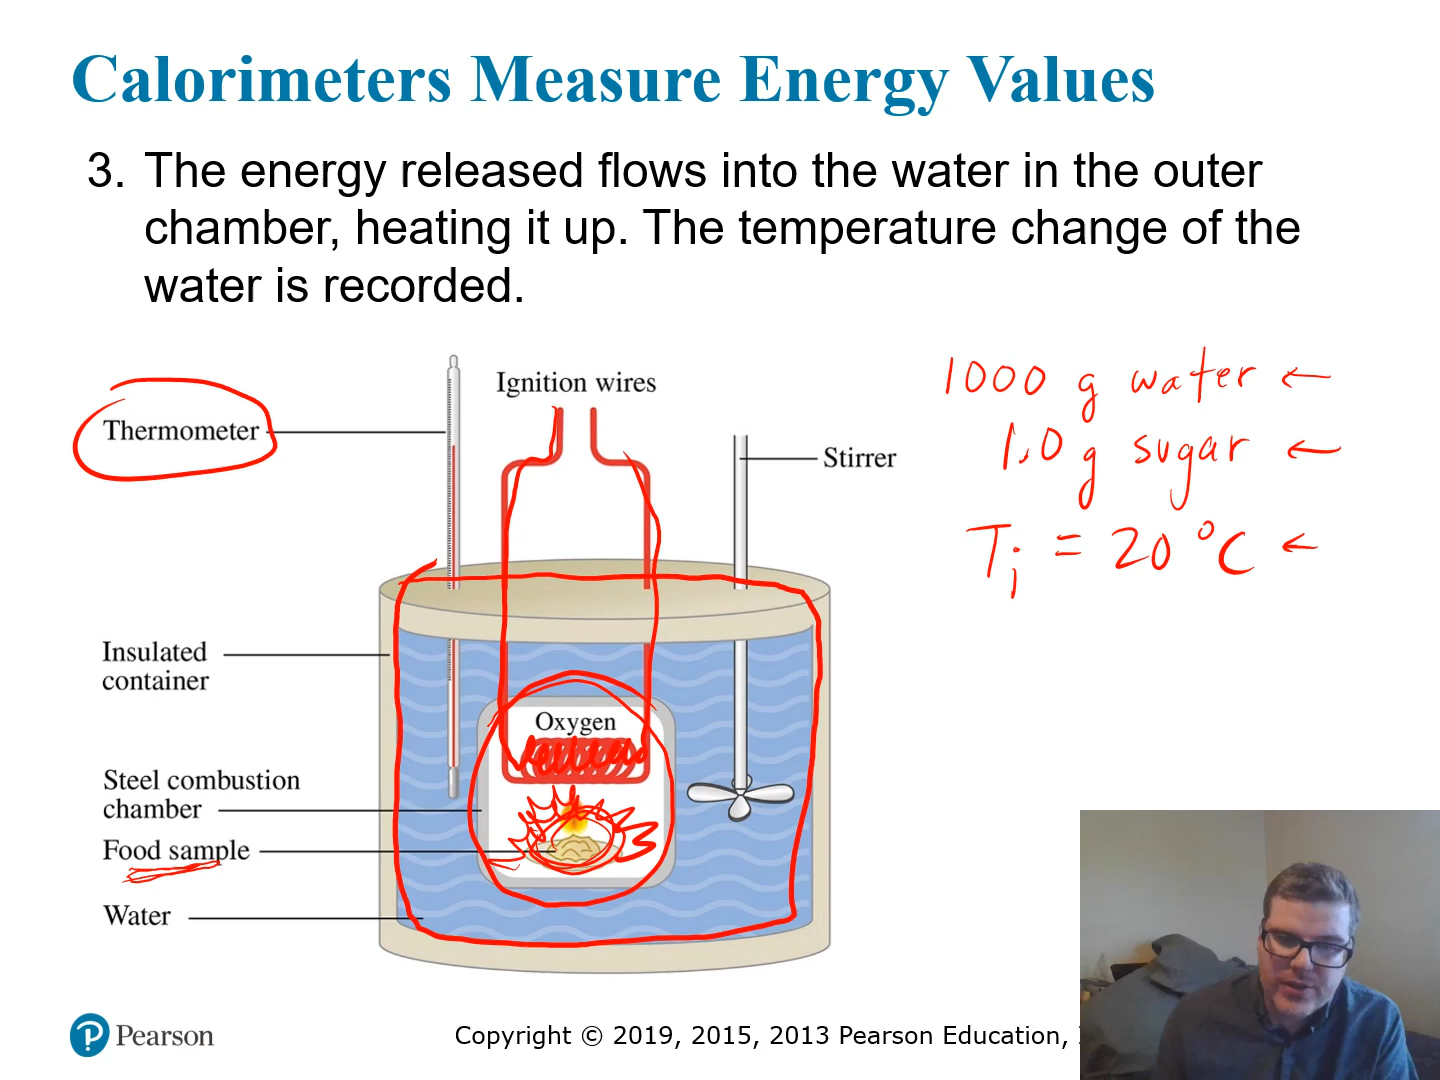 Calorimeters Measure Energy Values
3. The energy released flows into the water in the outer
chamber, heating it up. The temperature change of the
water is recorded.
Thermometer
Ignition wires
Stirrer
1000 g water ←
1.0 g sugar ←
Ti = 20 °C ←
Insulated
container
Oxygen
Steel combustion
chamber
Food sample
Water
P Pearson
Copyright © 2019, 2015, 2013 Pearson Education,